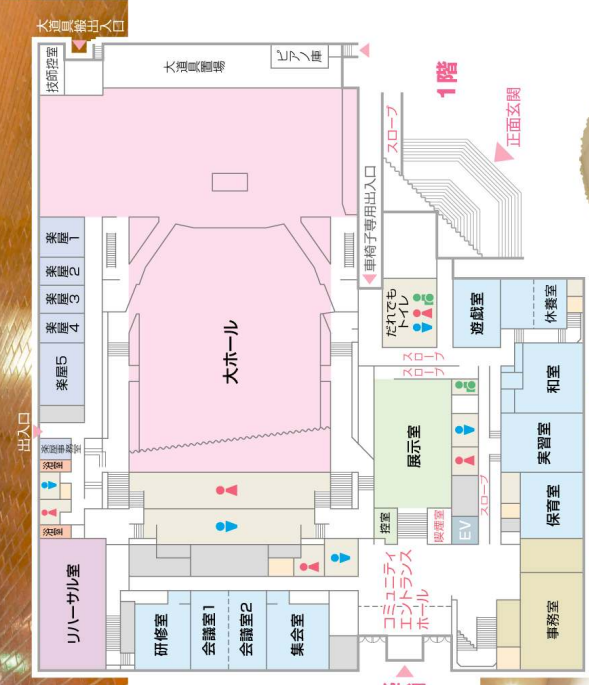 大道具搬出入口
技師控室
大道具置場
ピアノ庫
1階
スロープ
正面玄関
車椅子専用出入口
楽屋1
楽屋2
楽屋3
楽屋4
楽屋5
大ホール
だれでも
トイレ
遊戯室
休養室
スロープ
スロープ
出入口
楽屋事務室
浴室
浴室
展示室
和室
実習室
保育室
控室
喫煙室
EV
スロープ
リハーサル室
研修室
会議室1
会議室2
集会室
コミュニティ
エントランス
ホール
事務室